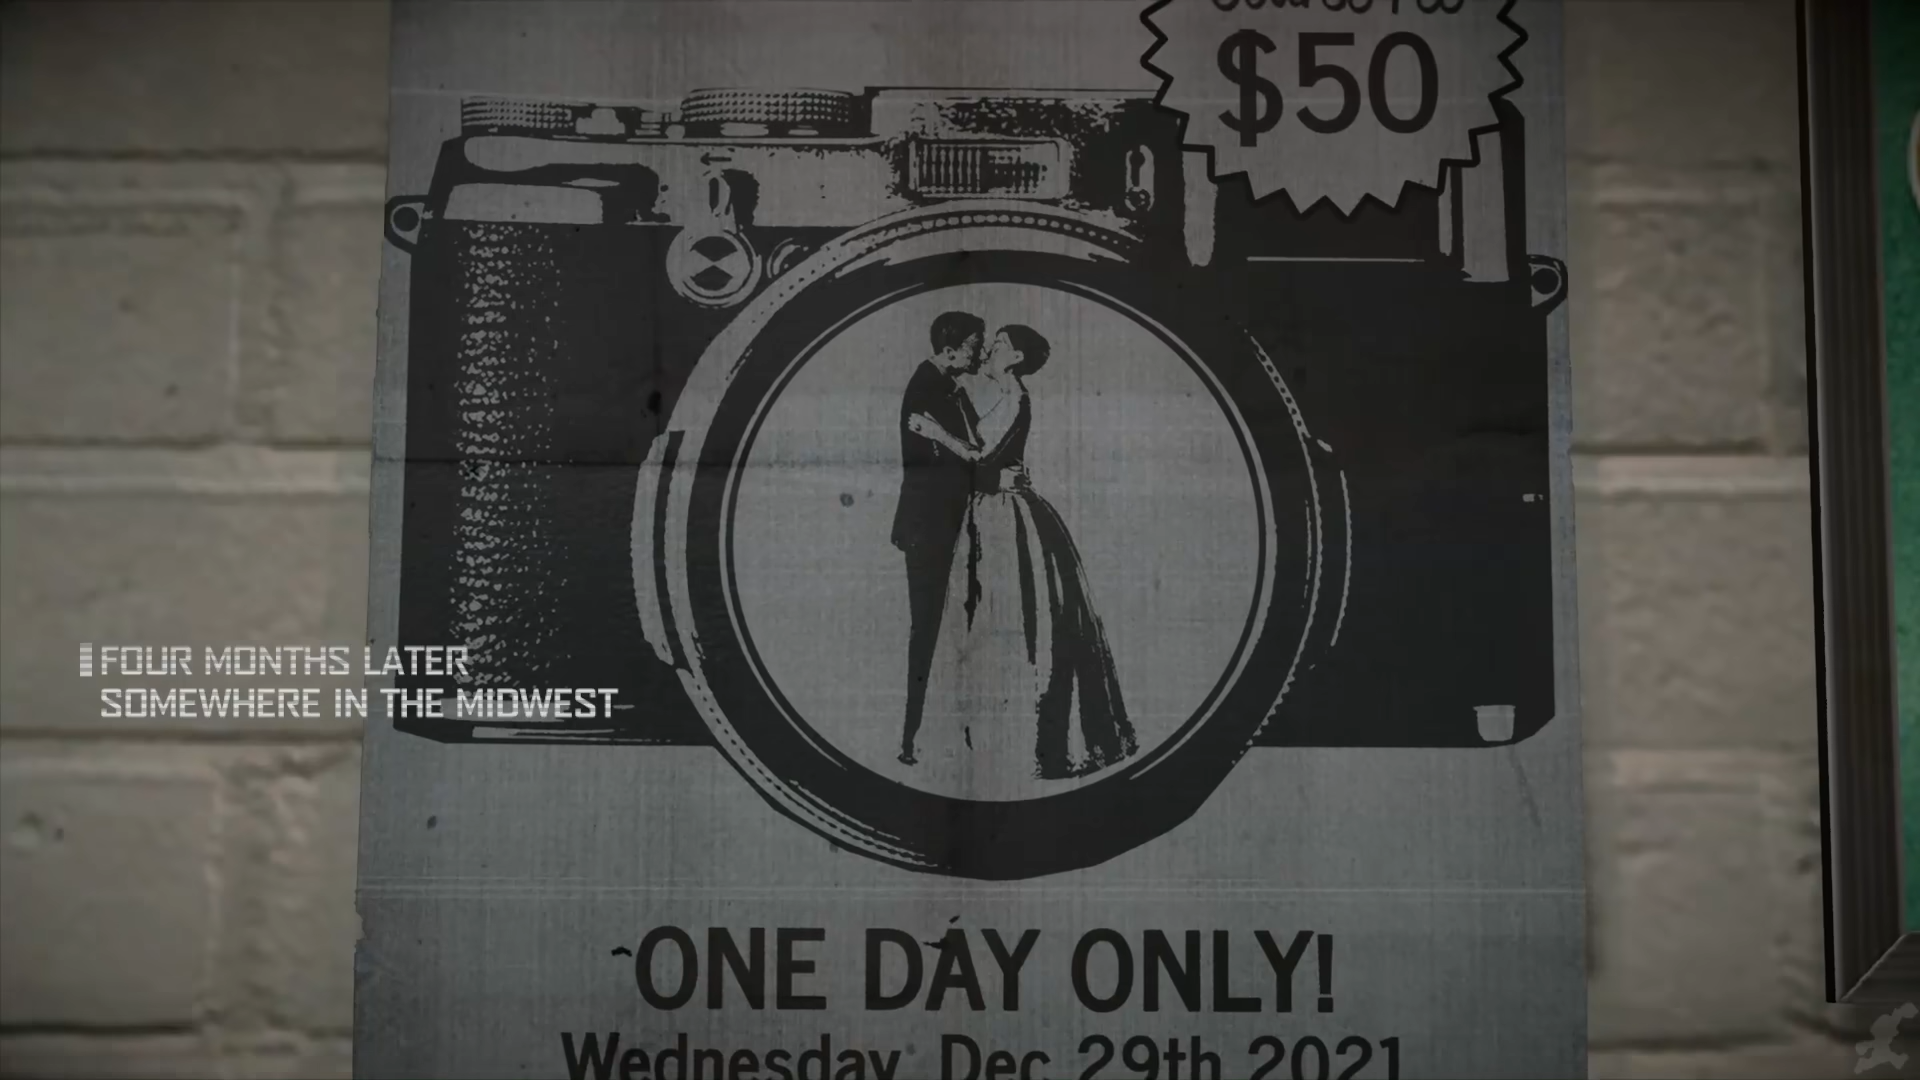 $50
FOUR MONTHS LATER
SOMEWHERE IN THE MIDWEST
ONE DAY ONLY!
Wednesday, Dec 29th 2021